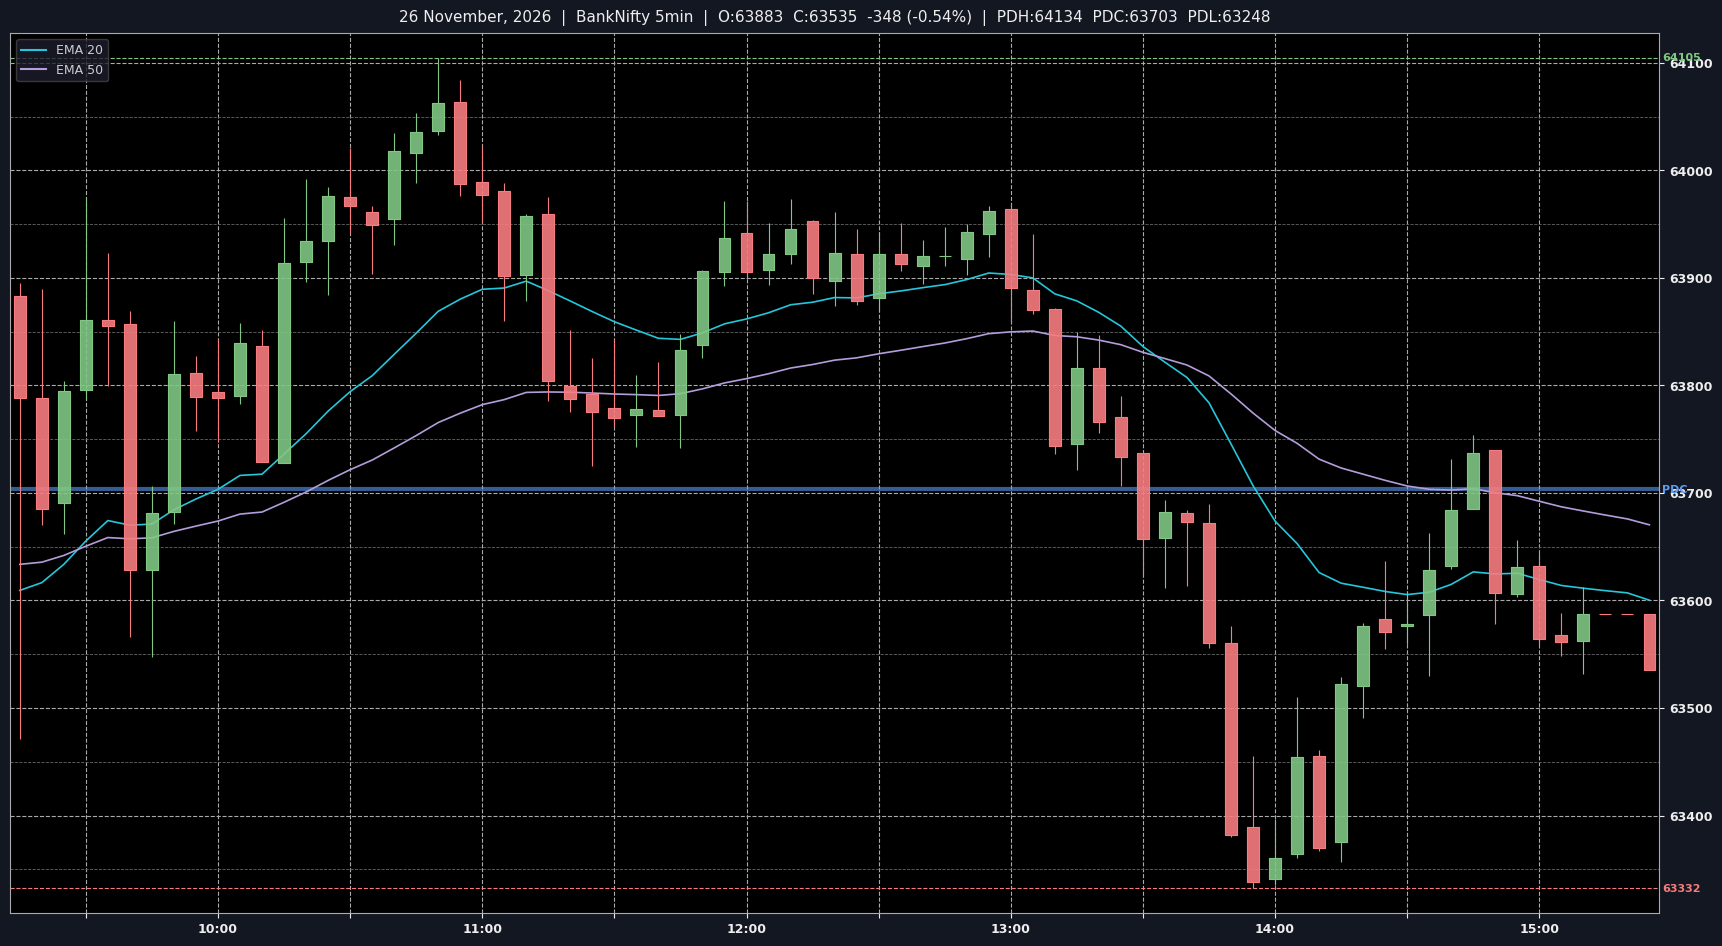 26 November, 2026 | BankNifty 5min | O:63883 C:63535 -348 (-0.54%) | PDH:64134 PDC:63703 PDL:63248
EMA 20
EMA 50
64105
64100
64000
63900
63800
PDC
63700
63600
63500
63400
63332
10:00 11:00 12:00 13:00 14:00 15:00